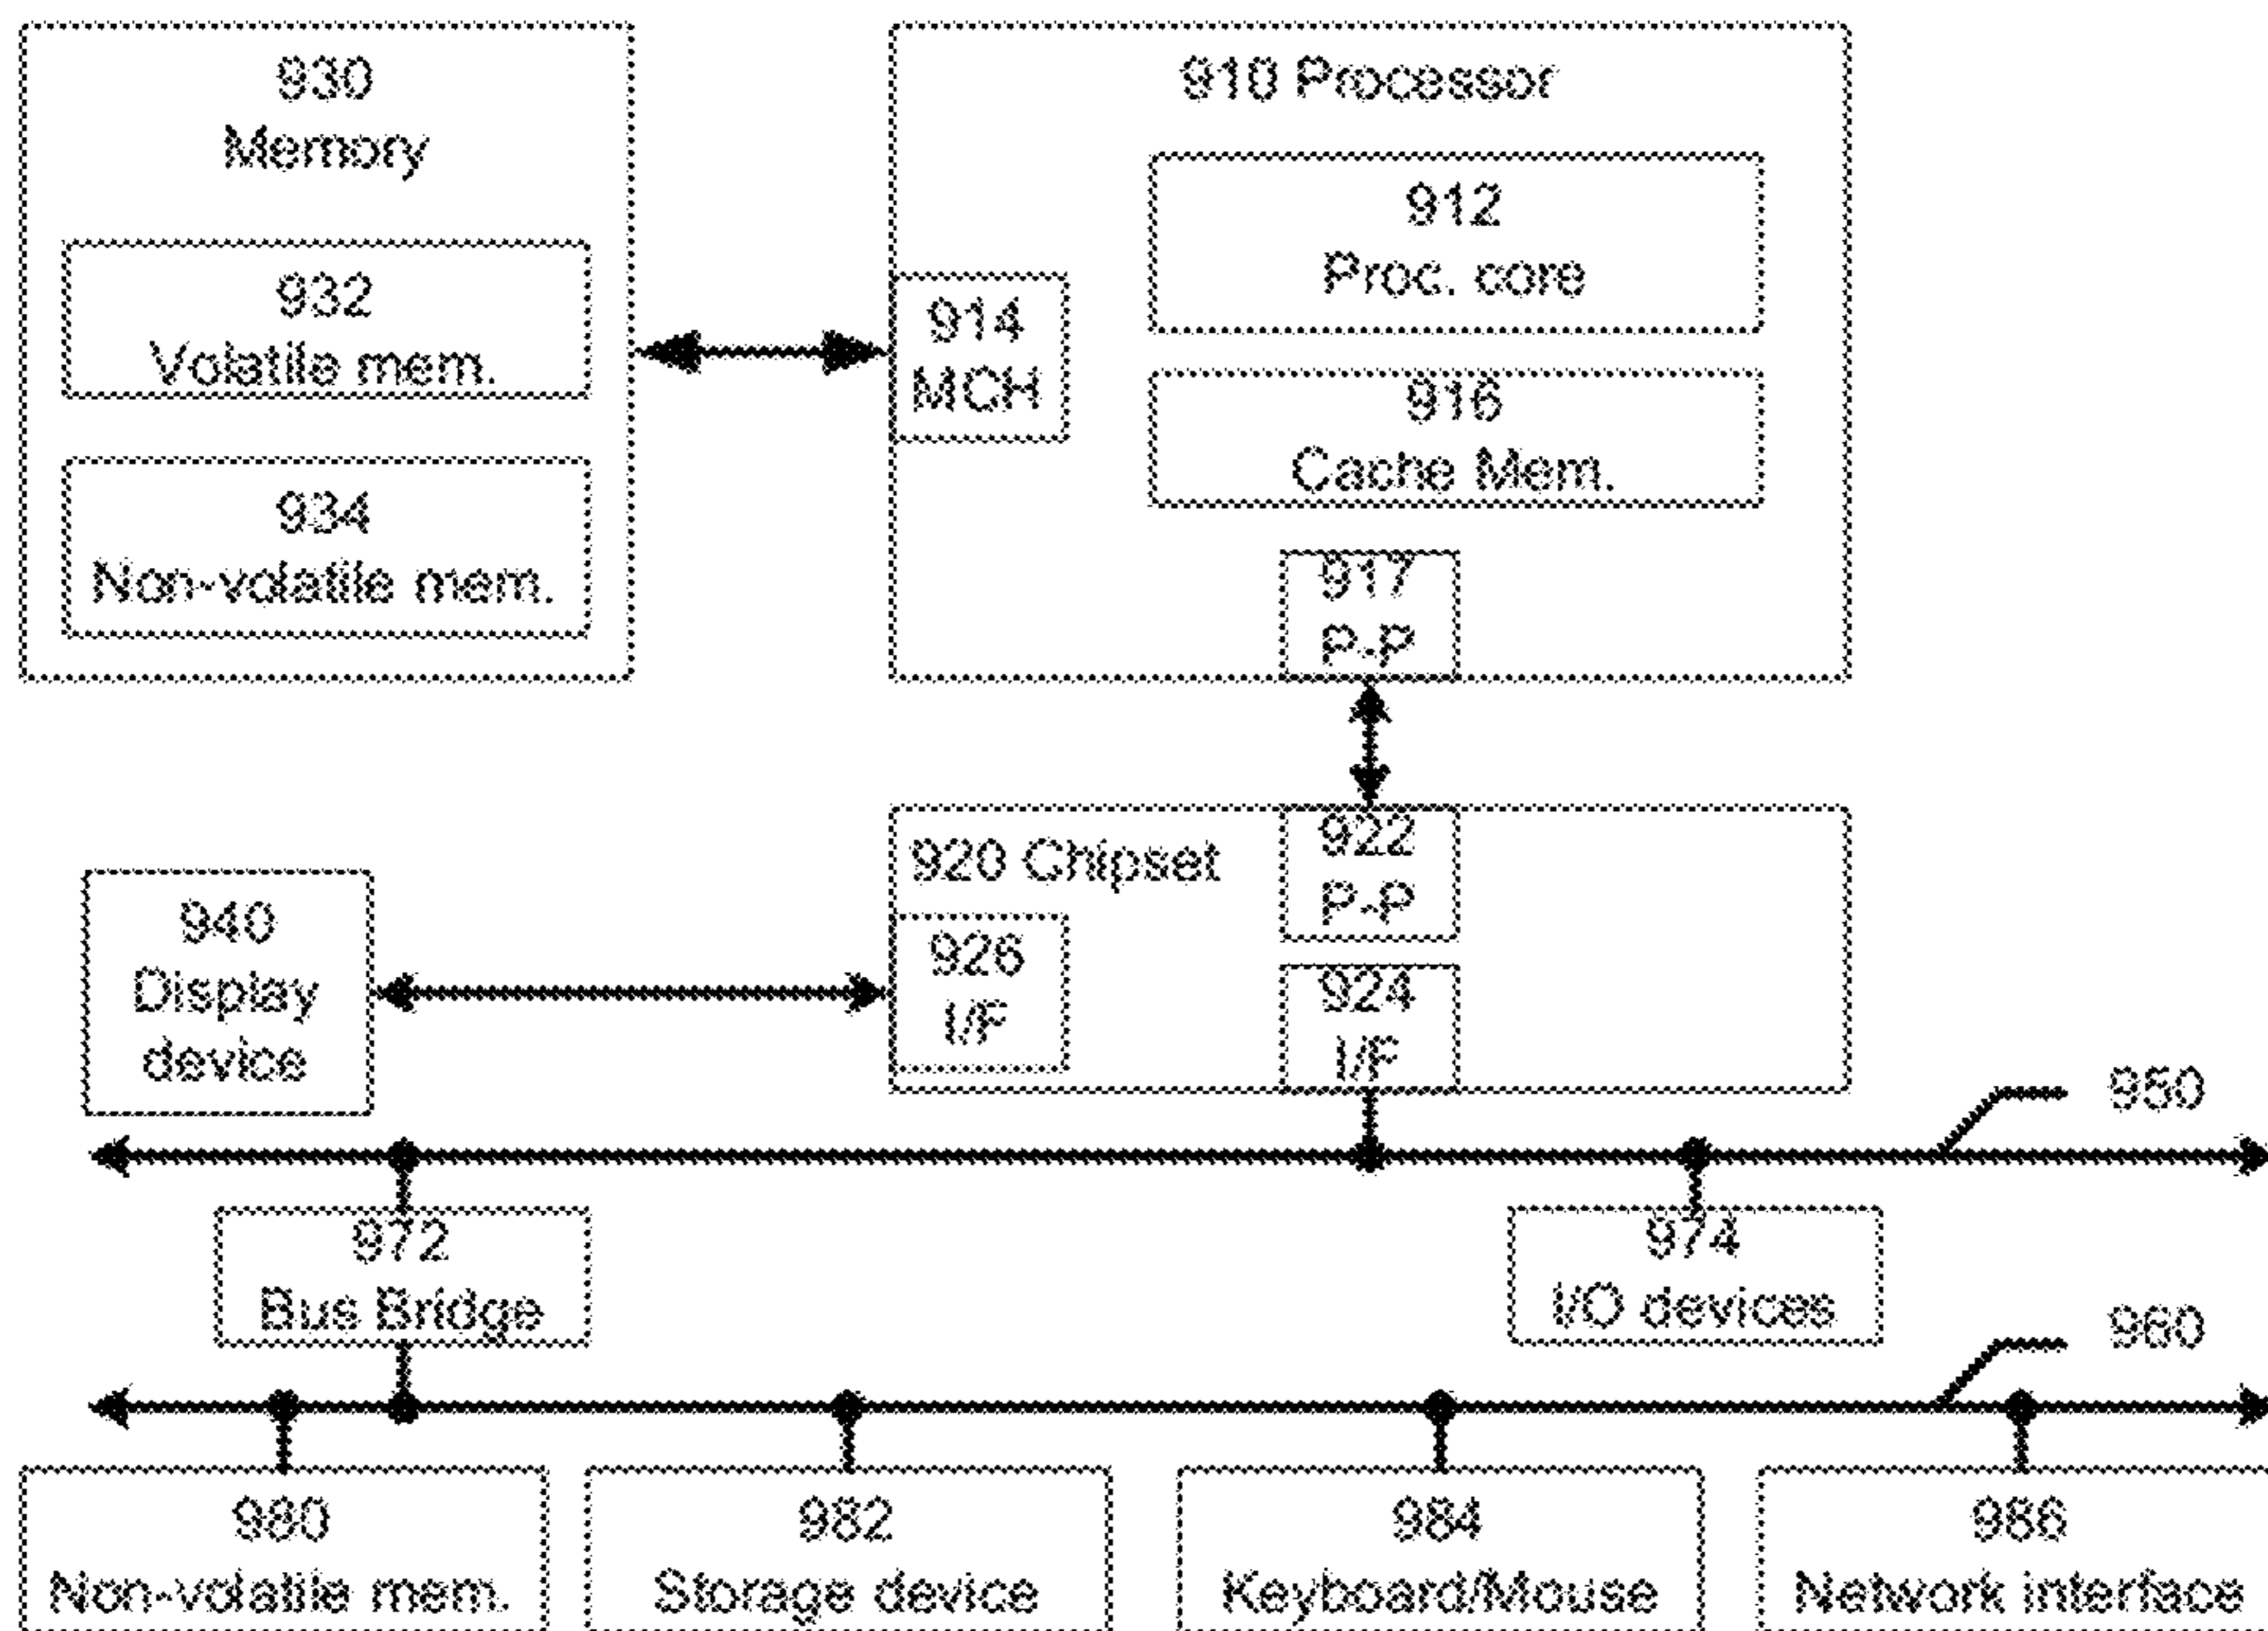 930
Memory
932
Volatile mem.
934
Non-volatile mem.
910 Processor
912
Proc. core
914
MCH
916
Cache Mem.
917
P-P
920 Chipset
922
P-P
926
I/F
924
I/F
940
Display
device
950
972
Bus Bridge
974
I/O devices
960
980
Non-volatile mem.
982
Storage device
984
Keyboard/Mouse
986
Network interface